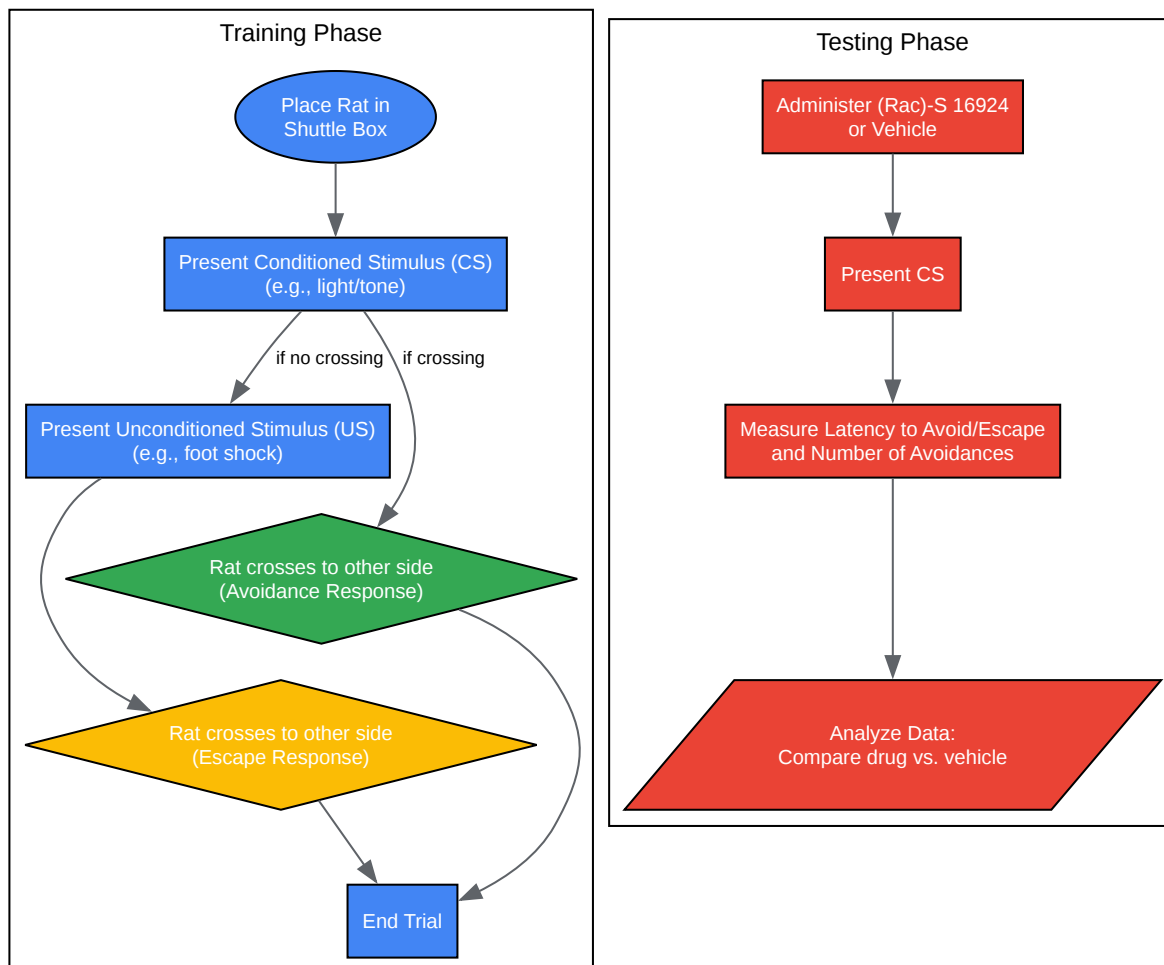 Training Phase
Place Rat in
Shuttle Box
Present Conditioned Stimulus (CS)
(e.g., light/tone)
if no crossing
if crossing
Present Unconditioned Stimulus (US)
(e.g., foot shock)
Rat crosses to other side
(Avoidance Response)
Rat crosses to other side
(Escape Response)
End Trial
Testing Phase
Administer (Rac)-S 16924
or Vehicle
Present CS
Measure Latency to Avoid/Escape
and Number of Avoidances
Analyze Data:
Compare drug vs. vehicle